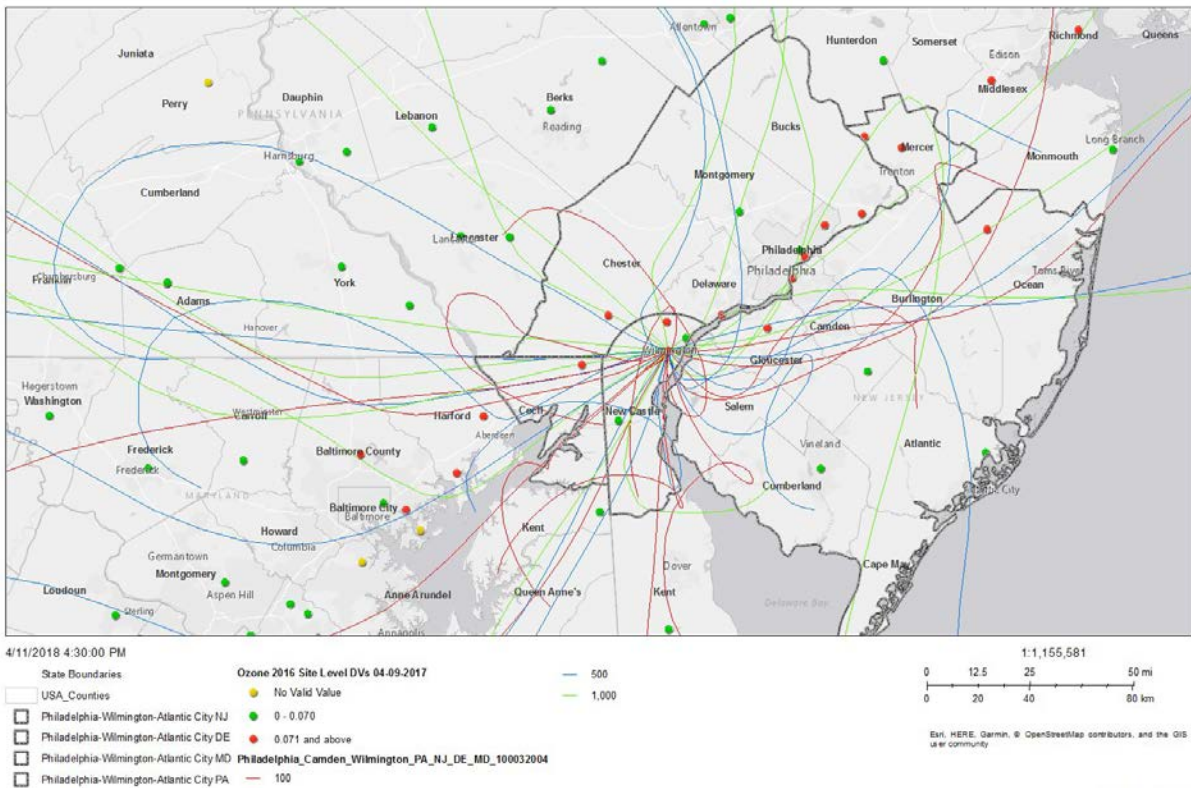 Allentown
Hunterdon
Somerset
Richmond
Queens
Juniata
Edison
Middlesex
Perry
Dauphin
Berks
PENNSYLVANIA
Lebanon
Reading
Bucks
Mercer
Long Branch
Harrisburg
Monmouth
Cumberland
Montgomery
Trenton
Lancaster
Lancaster
Philadelphia
Philadelphia
Chester
Franklin
Chambersburg
York
Delaware
Toms River
Ocean
Adams
Burlington
Hanover
Camden
Wilmington
Gloucester
Hagerstown
Washington
NEW JERSEY
Westminster
Carroll
Harford
Cecil
New Castle
Salem
Aberdeen
Frederick
Baltimore County
Vineland
Atlantic
Frederick
Cumberland
MARYLAND
Baltimore City
Baltimore
Atlantic City
Howard
Kent
Columbia
Germantown
Montgomery
Dover
Cape May
Loudoun
Aspen Hill
Anne Arundel
Queen Anne's
Kent
Delaware Bay
Sterling
Annapolis
4/11/2018 4:30:00 PM
State Boundaries
USA_Counties
Philadelphia-Wilmington-Atlantic City NJ
Philadelphia-Wilmington-Atlantic City DE
Philadelphia-Wilmington-Atlantic City MD
Philadelphia-Wilmington-Atlantic City PA
Ozone 2016 Site Level DVs 04-09-2017
No Valid Value
0 - 0.070
0.071 and above
Philadelphia_Camden_Wilmington_PA_NJ_DE_MD_100032004
100
500
1,000
1:1,155,581
0 12.5 25 50 mi
0 20 40 80 km
Esri, HERE, Garmin, © OpenStreetMap contributors, and the GIS
user community